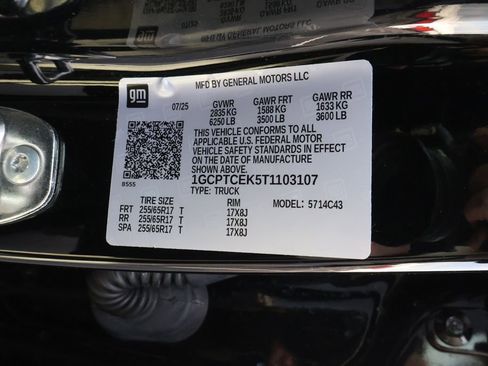 gm
MFD BY GENERAL MOTORS LLC
07/25 GVWR GAWR FRT GAWR RR
2835 KG 1588 KG 1633 KG
6250 LB 3500 LB 3600 LB
THIS VEHICLE CONFORMS TO ALL
APPLICABLE U.S. FEDERAL MOTOR
VEHICLE SAFETY STANDARDS IN EFFECT
ON THE DATE OF MANUFACTURE
SHOWN ABOVE.
1GCPTCEK5T1103107
B555 TYPE: TRUCK
TIRE SIZE RIM MODEL: 5714C43
FRT 255/65R17 T 17X8J
RR 255/65R17 T 17X8J
SPA 255/65R17 T 17X8J